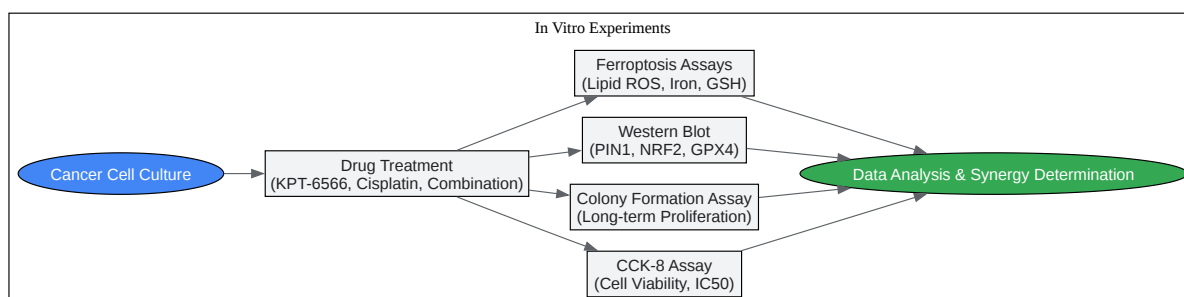 In Vitro Experiments
Ferroptosis Assays
(Lipid ROS, Iron, GSH)
Western Blot
(PIN1, NRF2, GPX4)
Cancer Cell Culture
Drug Treatment
(KPT-6566, Cisplatin, Combination)
Data Analysis & Synergy Determination
Colony Formation Assay
(Long-term Proliferation)
CCK-8 Assay
(Cell Viability, IC50)